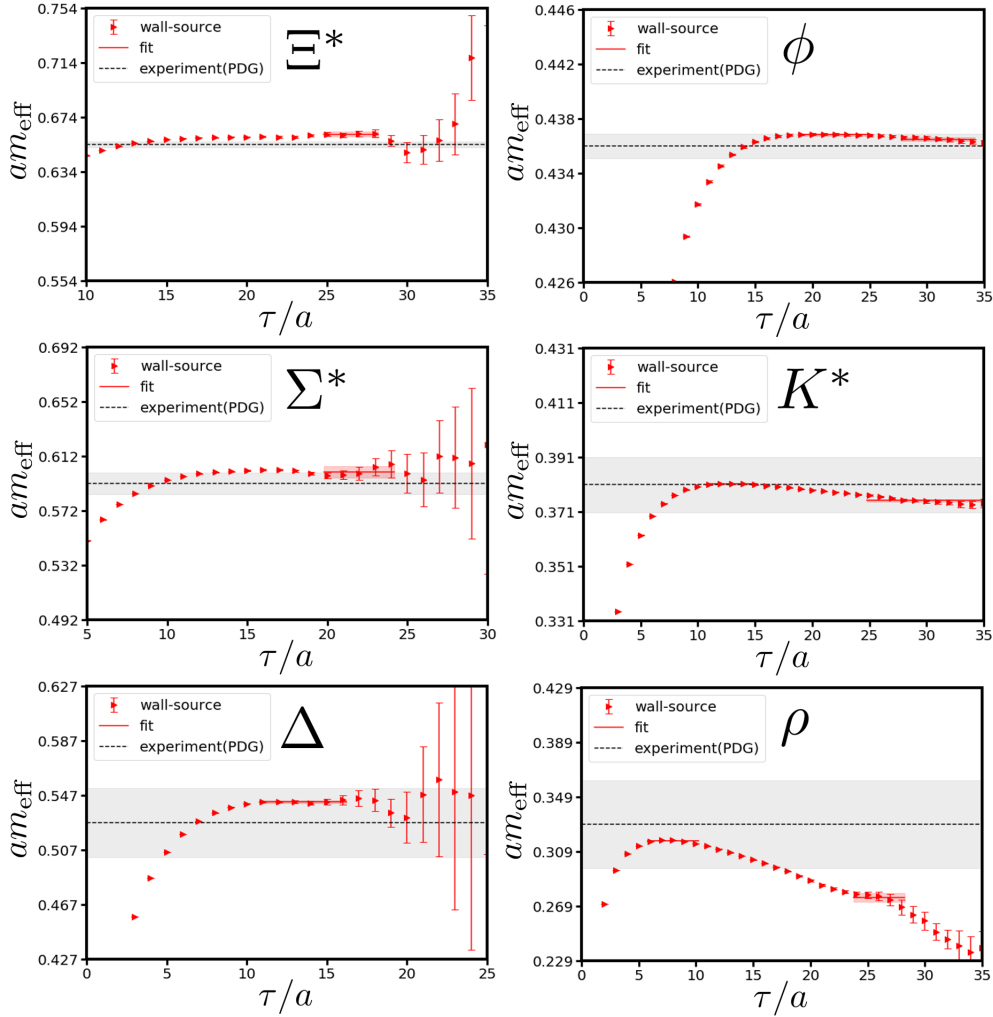 0.754
0.714
0.674
0.634
0.594
0.554
am_eff
wall-source
fit
experiment(PDG)
Ξ*
10 15 20 25 30 35
τ/a
0.446
0.442
0.438
0.434
0.430
0.426
am_eff
wall-source
fit
experiment(PDG)
ϕ
0 5 10 15 20 25 30 35
τ/a
0.692
0.652
0.612
0.572
0.532
0.492
am_eff
wall-source
fit
experiment(PDG)
Σ*
5 10 15 20 25 30
τ/a
0.431
0.411
0.391
0.371
0.351
0.331
am_eff
wall-source
fit
experiment(PDG)
K*
0 5 10 15 20 25 30 35
τ/a
0.627
0.587
0.547
0.507
0.467
0.427
am_eff
wall-source
fit
experiment(PDG)
Δ
0 5 10 15 20 25
τ/a
0.429
0.389
0.349
0.309
0.269
0.229
am_eff
wall-source
fit
experiment(PDG)
ρ
0 5 10 15 20 25 30 35
τ/a